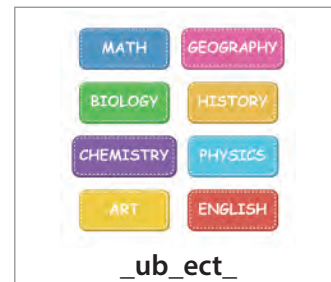 MATH GEOGRAPHY
BIOLOGY HISTORY
CHEMISTRY PHYSICS
ART ENGLISH
_ub_ect_